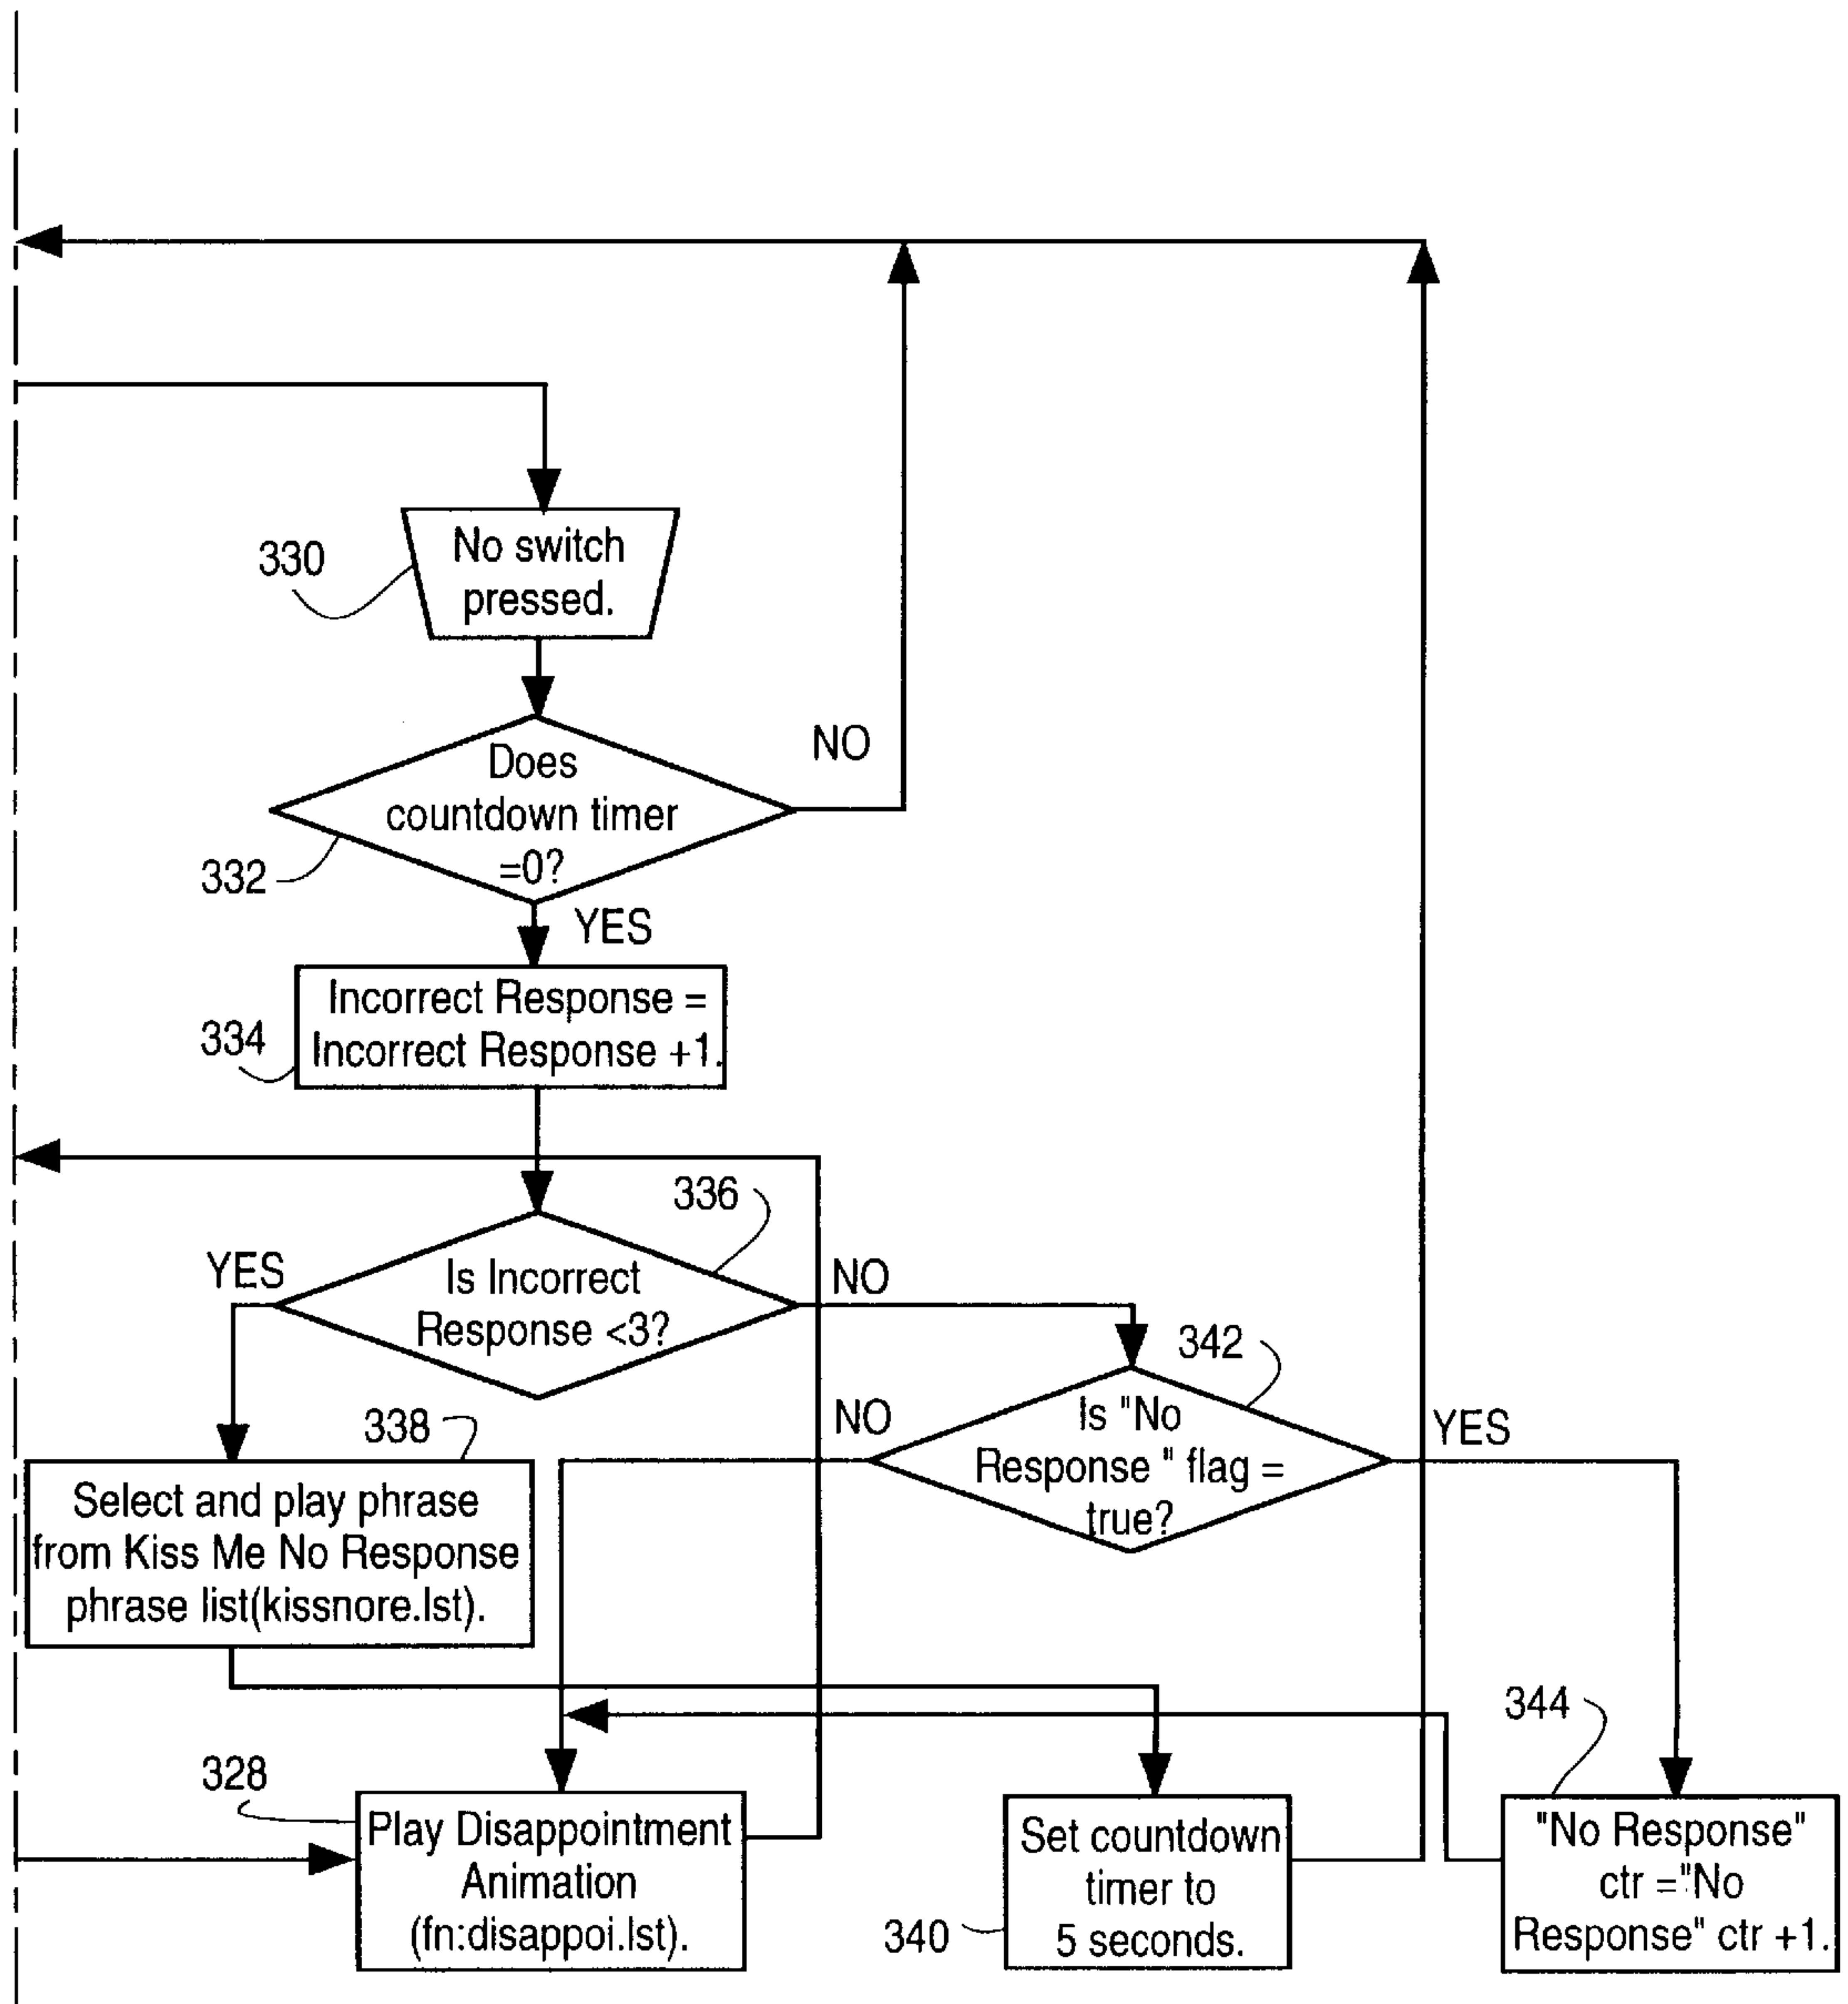 330
No switch
pressed.
NO
Does
countdown timer
=0?
332
YES
Incorrect Response =
Incorrect Response +1.
334
336
YES
Is Incorrect
Response <3?
NO
342
338
NO
Is "No
Response " flag =
true?
YES
Select and play phrase
from Kiss Me No Response
phrase list(kissnore.lst).
344
328
Play Disappointment
Animation
(fn:disappoi.lst).
Set countdown
timer to
5 seconds.
340
"No Response"
ctr ="No
Response" ctr +1.